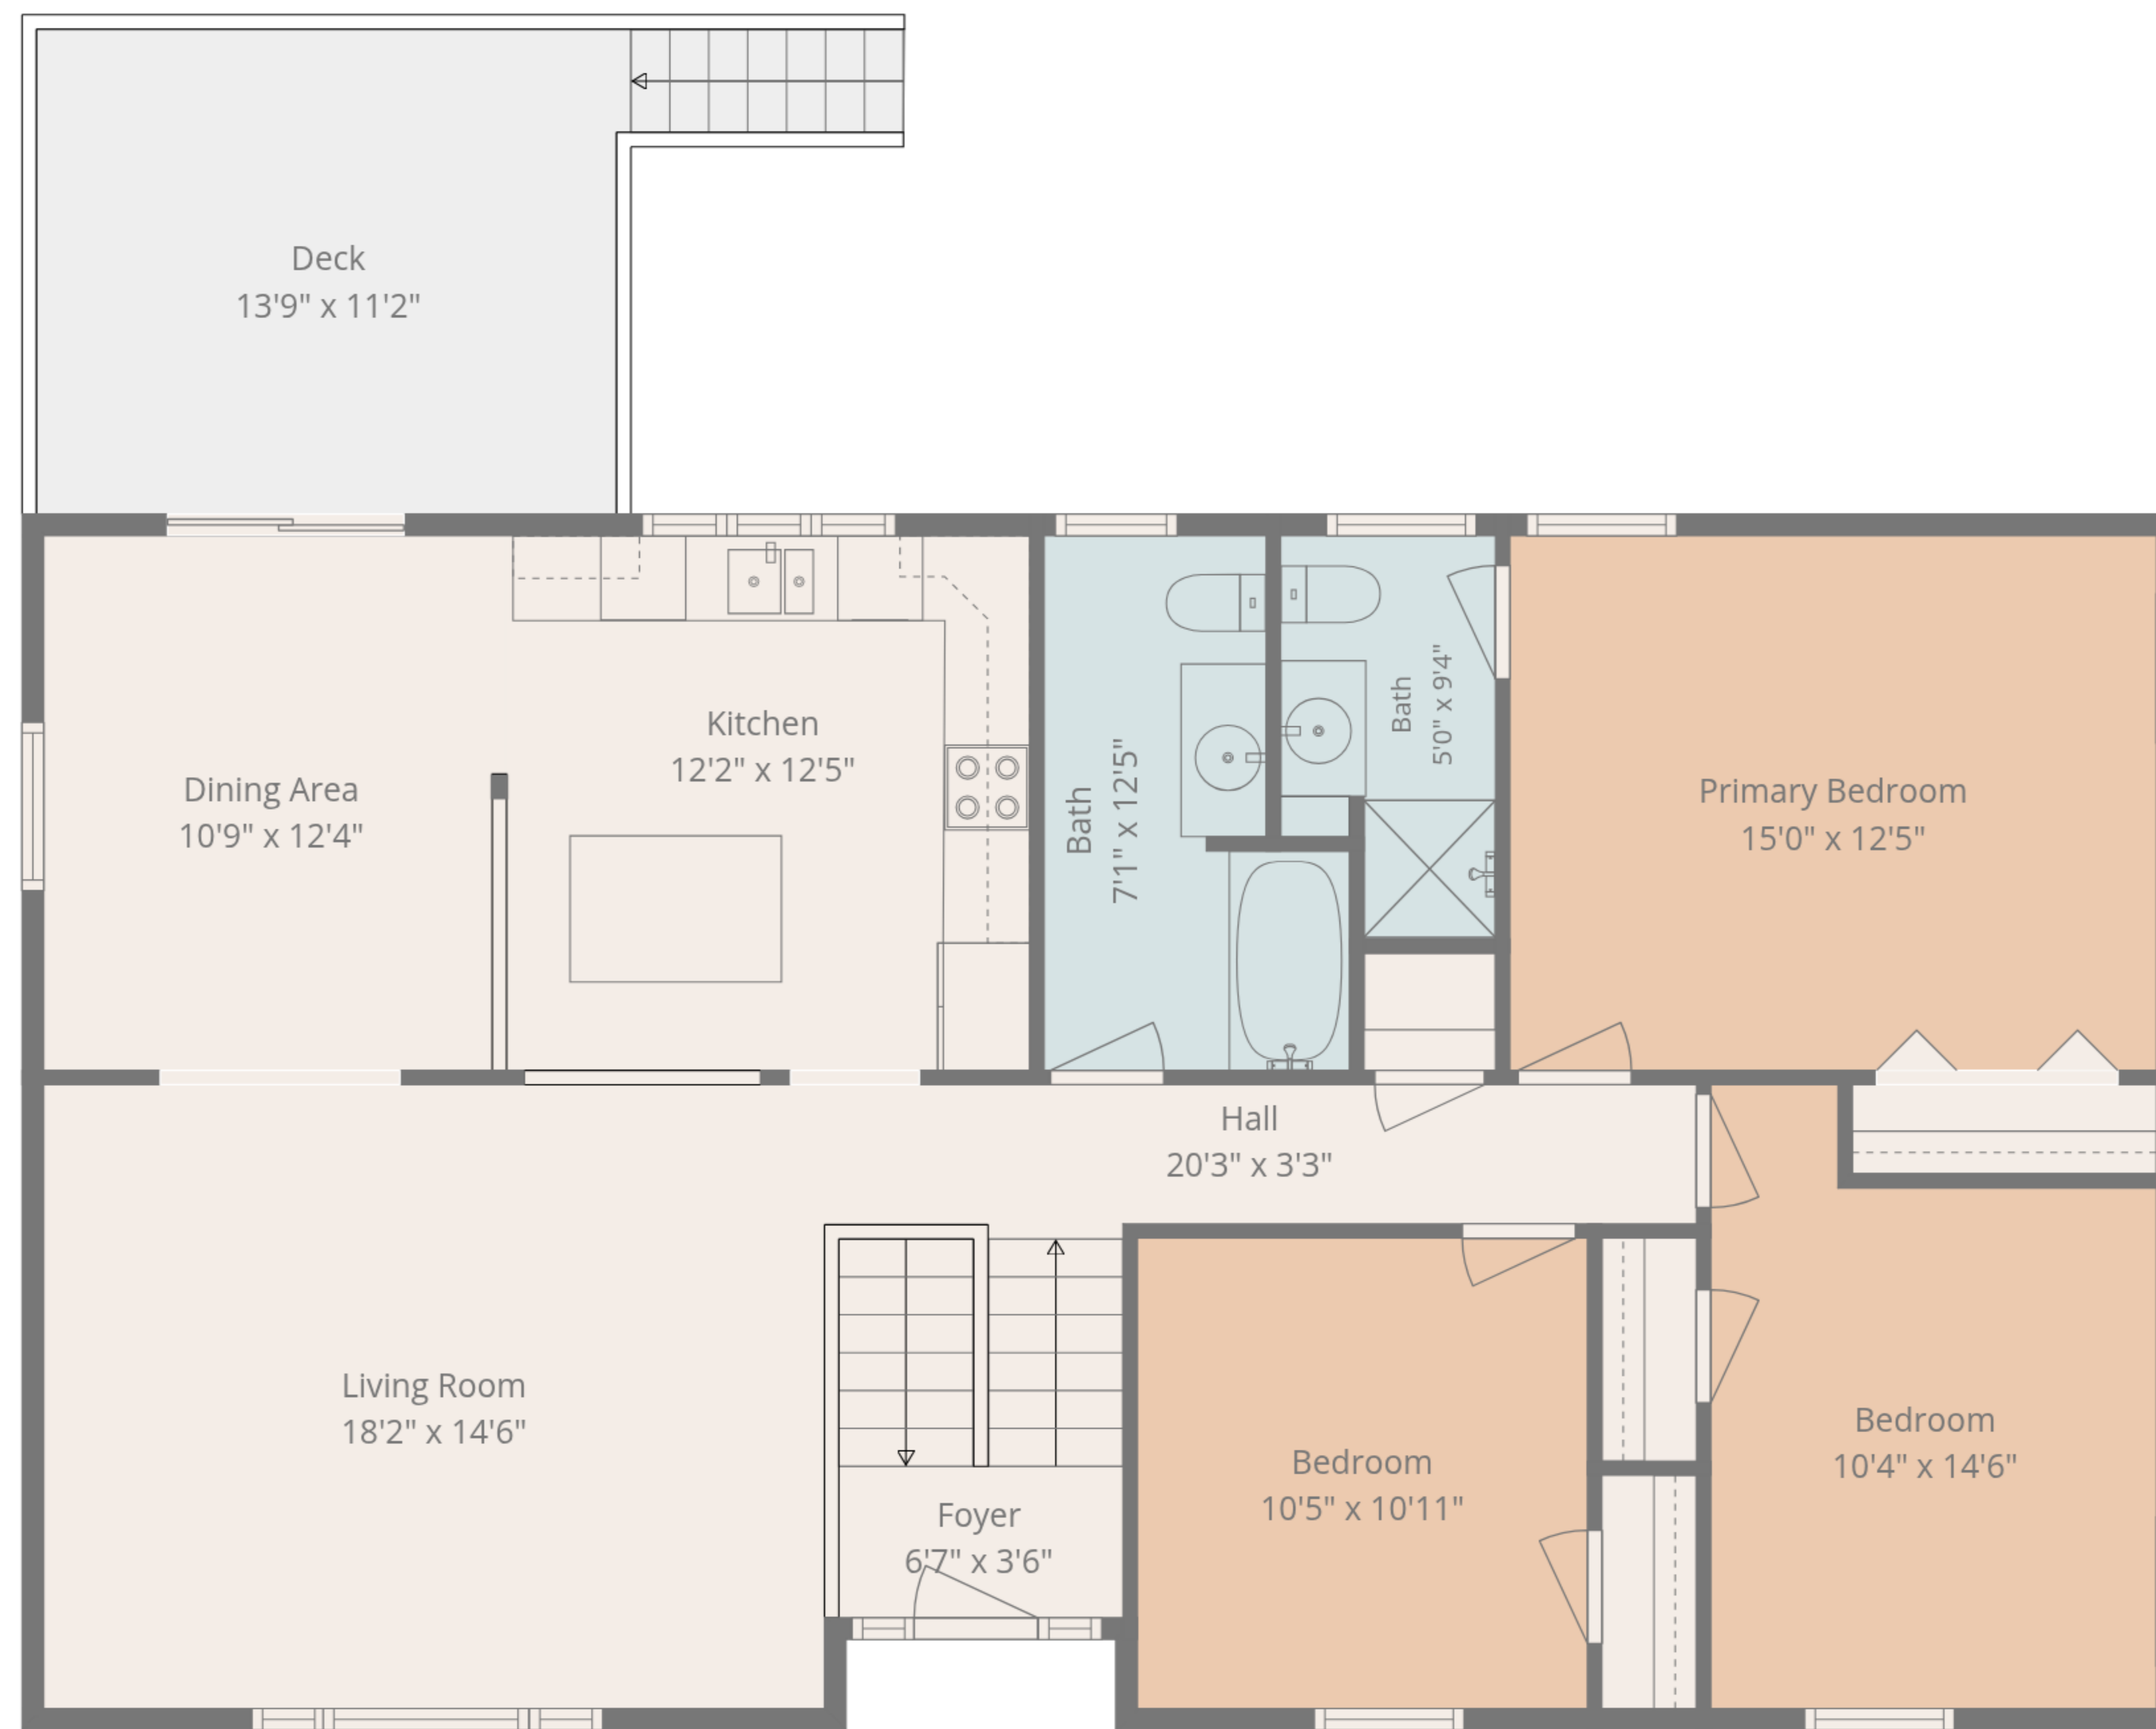 Deck
13'9" x 11'2"
Kitchen
12'2" x 12'5"
Dining Area
10'9" x 12'4"
Bath
7'1" x 12'5"
Bath
5'0" x 9'4"
Primary Bedroom
15'0" x 12'5"
Hall
20'3" x 3'3"
Living Room
18'2" x 14'6"
Foyer
6'7" x 3'6"
Bedroom
10'5" x 10'11"
Bedroom
10'4" x 14'6"